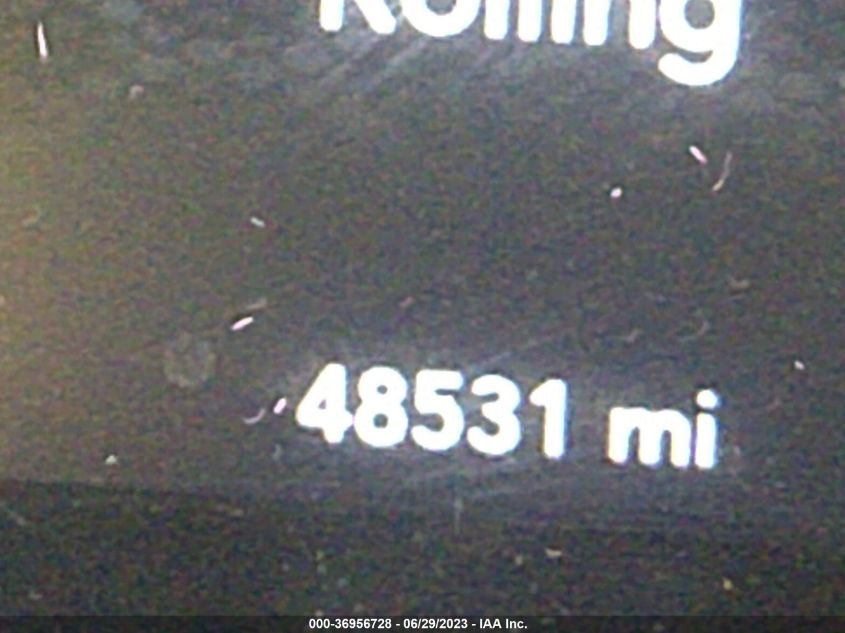 Rolling
48531 mi
000-36956728 - 06/29/2023 - IAA Inc.